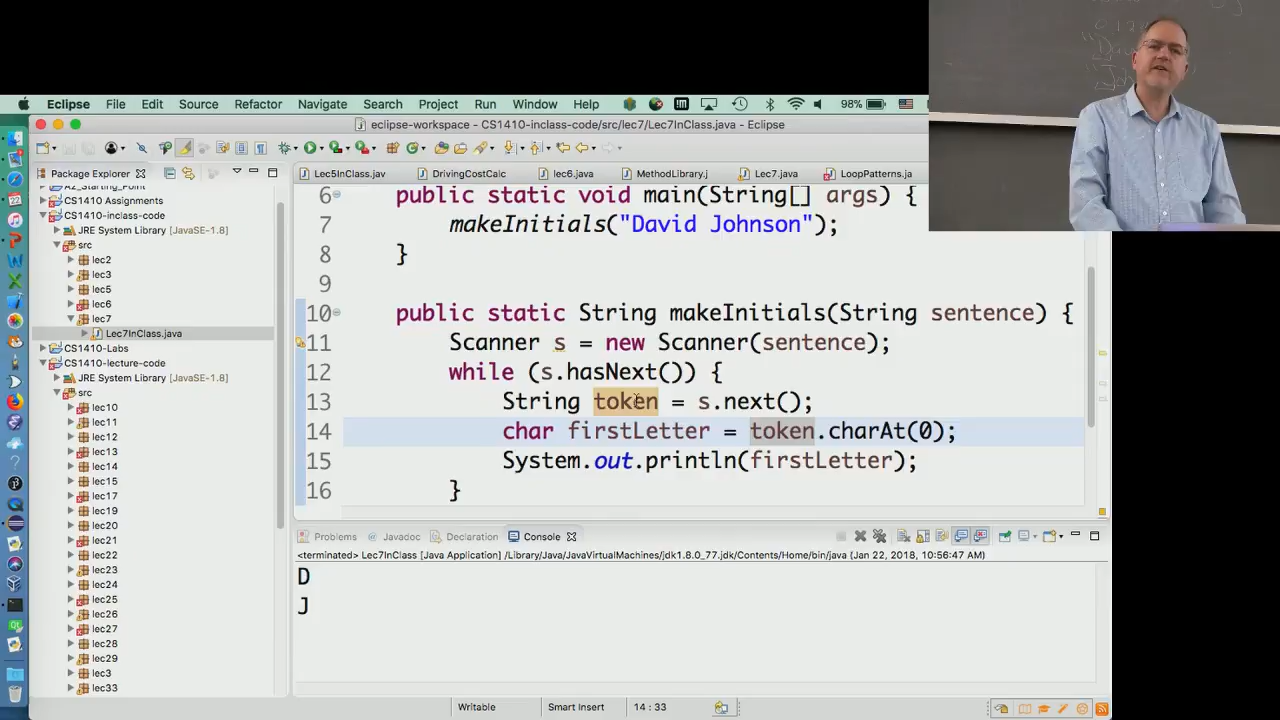 Eclipse File Edit Source Refactor Navigate Search Project Run Window Help 98%
eclipse-workspace - CS1410-inclass-code/src/lec7/Lec7InClass.java - Eclipse
Package Explorer
Lec5InClass.jav DrivingCostCalc lec6.java MethodLibrary.j Lec7.java LoopPatterns.ja
A2_Starting_Point
CS1410 Assignments
CS1410-inclass-code
JRE System Library [JavaSE-1.8]
src
lec2
lec3
lec5
lec6
lec7
Lec7InClass.java
CS1410-Labs
CS1410-lecture-code
JRE System Library [JavaSE-1.8]
src
lec10
lec11
lec12
lec13
lec14
lec15
lec17
lec19
lec20
lec21
lec22
lec23
lec24
lec25
lec26
lec27
lec28
lec29
lec3
lec33
6 public static void main(String[] args) {
7 makeInitials("David Johnson");
8 }
9
10 public static String makeInitials(String sentence) {
11 Scanner s = new Scanner(sentence);
12 while (s.hasNext()) {
13 String token = s.next();
14 char firstLetter = token.charAt(0);
15 System.out.println(firstLetter);
16 }
Problems Javadoc Declaration Console
<terminated> Lec7InClass [Java Application] /Library/Java/JavaVirtualMachines/jdk1.8.0_77.jdk/Contents/Home/bin/java (Jan 22, 2018, 10:56:47 AM)
D
J
Writable Smart Insert 14 : 33